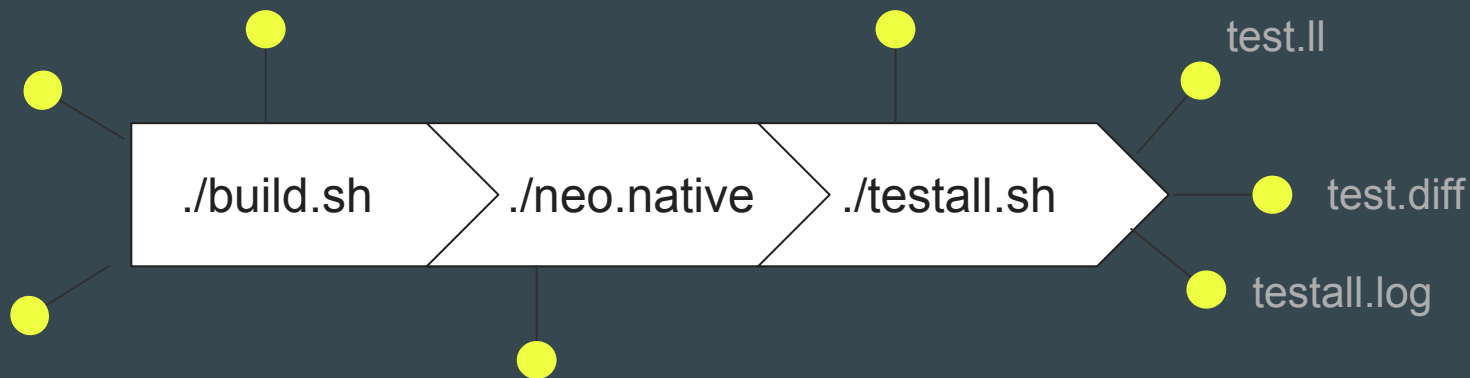 test.ll
./build.sh
./neo.native
./testall.sh
test.diff
testall.log